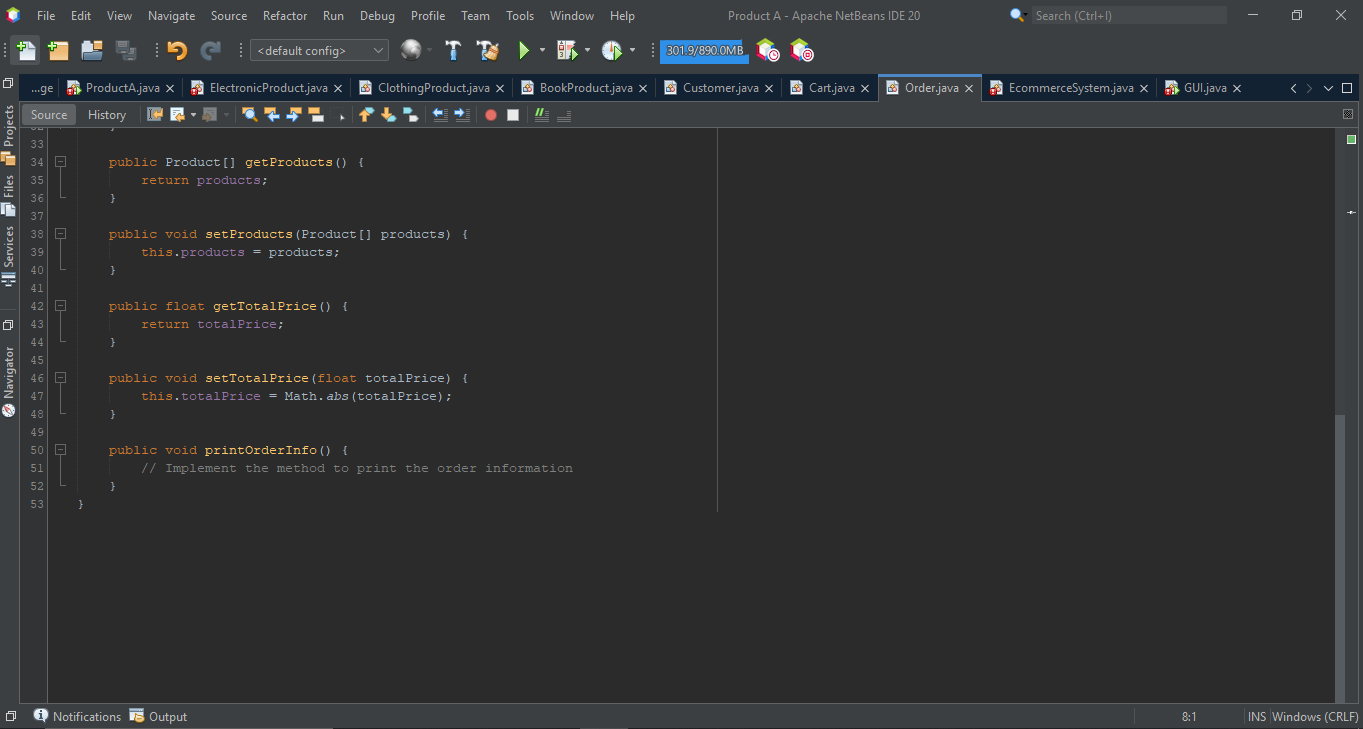 File Edit View Navigate Source Refactor Run Debug Profile Team Tools Window Help Product A - Apache NetBeans IDE 20 Search (Ctrl+I)
<default config> 301.9/890.0MB
...ge ProductA.java ElectronicProduct.java ClothingProduct.java BookProduct.java Customer.java Cart.java Order.java EcommerceSystem.java GUI.java
Source History
Projects
Files
Services
Navigator
33
34 public Product[] getProducts() {
35 return products;
36 }
37
38 public void setProducts(Product[] products) {
39 this.products = products;
40 }
41
42 public float getTotalPrice() {
43 return totalPrice;
44 }
45
46 public void setTotalPrice(float totalPrice) {
47 this.totalPrice = Math.abs(totalPrice);
48 }
49
50 public void printOrderInfo() {
51 // Implement the method to print the order information
52 }
53 }
Notifications Output 8:1 INS Windows (CRLF)